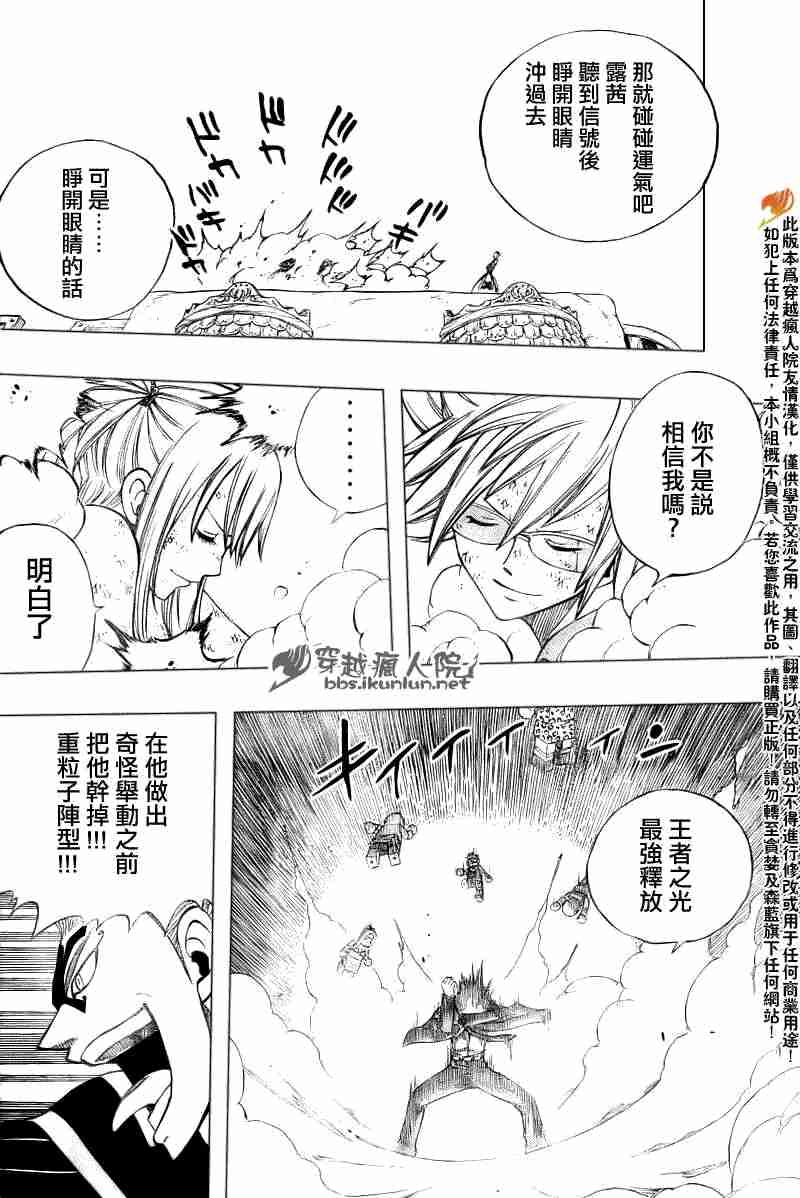 那就碰碰運氣吧
露茜
聽到信號後
睜開眼睛
沖過去
可是……
睜開眼睛的話
你不是說
相信我嗎?
………
明白了
穿越瘋人院
bbs.ikunlun.net
王者之光
最強釋放
在他做出
奇怪舉動之前
把他幹掉!!!
重粒子陣型!!!
此版本爲穿越瘋人院友情漢化，僅供學習交流之用，其圖、翻譯以及任何部分不得進行修改或用于任何商業用途！
如犯上任何法律責任，本小組概不負責。若您喜歡此作品！請購買正版！請勿轉至貪婪及森藍旗下任何網站！